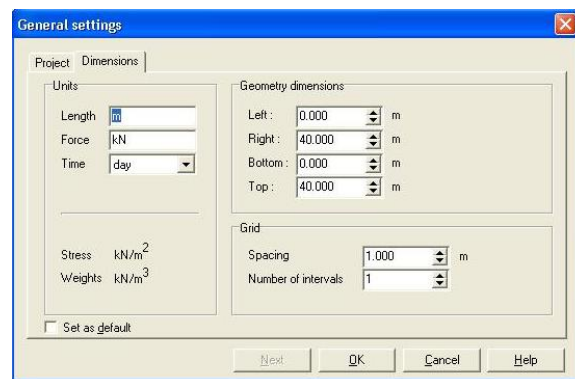 General settings
Project Dimensions
Units
Length m
Force kN
Time day
Stress kN/m2
Weights kN/m3
Geometry dimensions
Left : 0.000 m
Right : 40.000 m
Bottom : 0.000 m
Top : 40.000 m
Grid
Spacing 1.000 m
Number of intervals 1
Set as default
Next OK Cancel Help